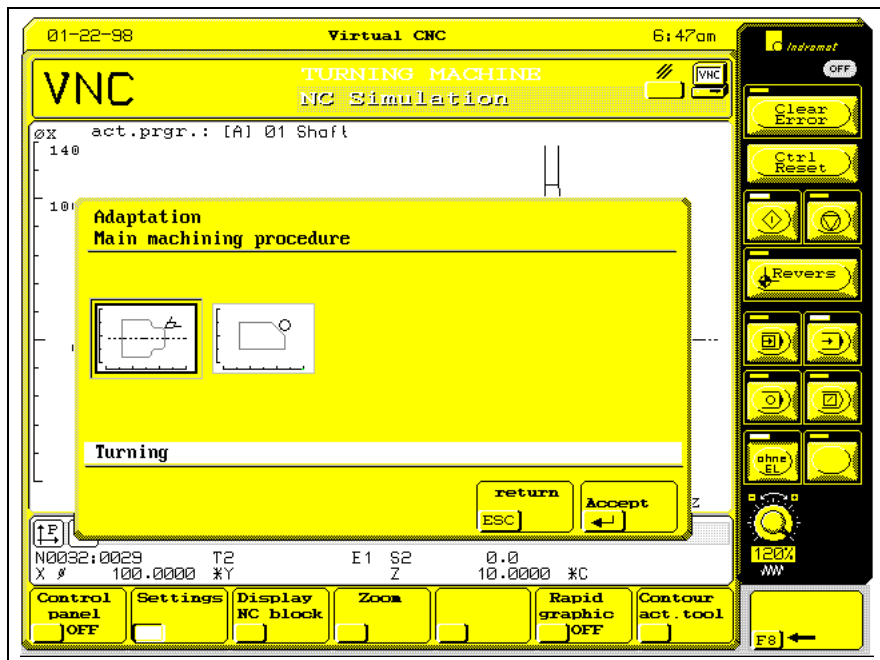 01-22-98 Virtual CNC 6:47am
Indramat
OFF
VNC TURNING MACHINE VNC
NC Simulation
Clear
Error
øX act.prgr.: [A] 01 Shaft
140
Ctrl
Reset
Adaptation
Main machining procedure
Revers
Turning
ohne
EL
return
ESC
Accept
Z
P
N0032:0029 T2 E1 S2 0.0
X ø 100.0000 *Y Z 10.0000 *C
120%
Control
panel
OFF
Settings
Display
NC block
Zoom
Rapid
graphic
OFF
Contour
act.tool
F8